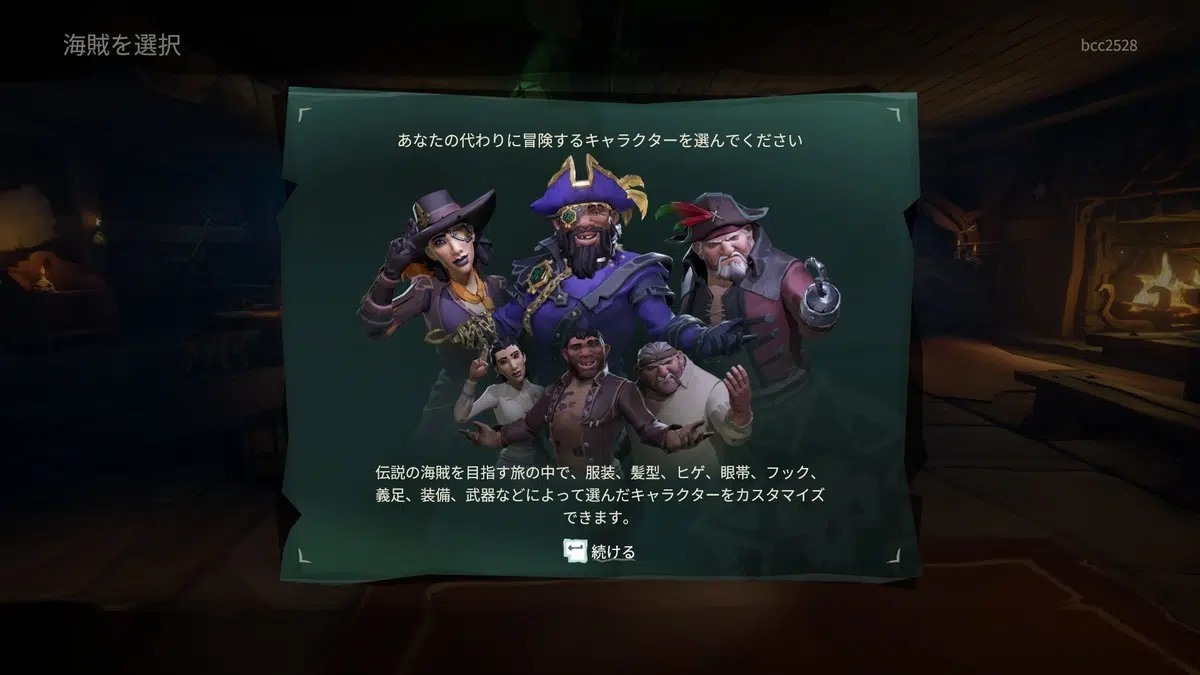 海賊を選択
bcc2528
あなたの代わりに冒険するキャラクターを選んでください
伝説の海賊を目指す旅の中で、服装、髪型、ヒゲ、眼帯、フック、
義足、装備、武器などによって選んだキャラクターをカスタマイズ
できます。
続ける